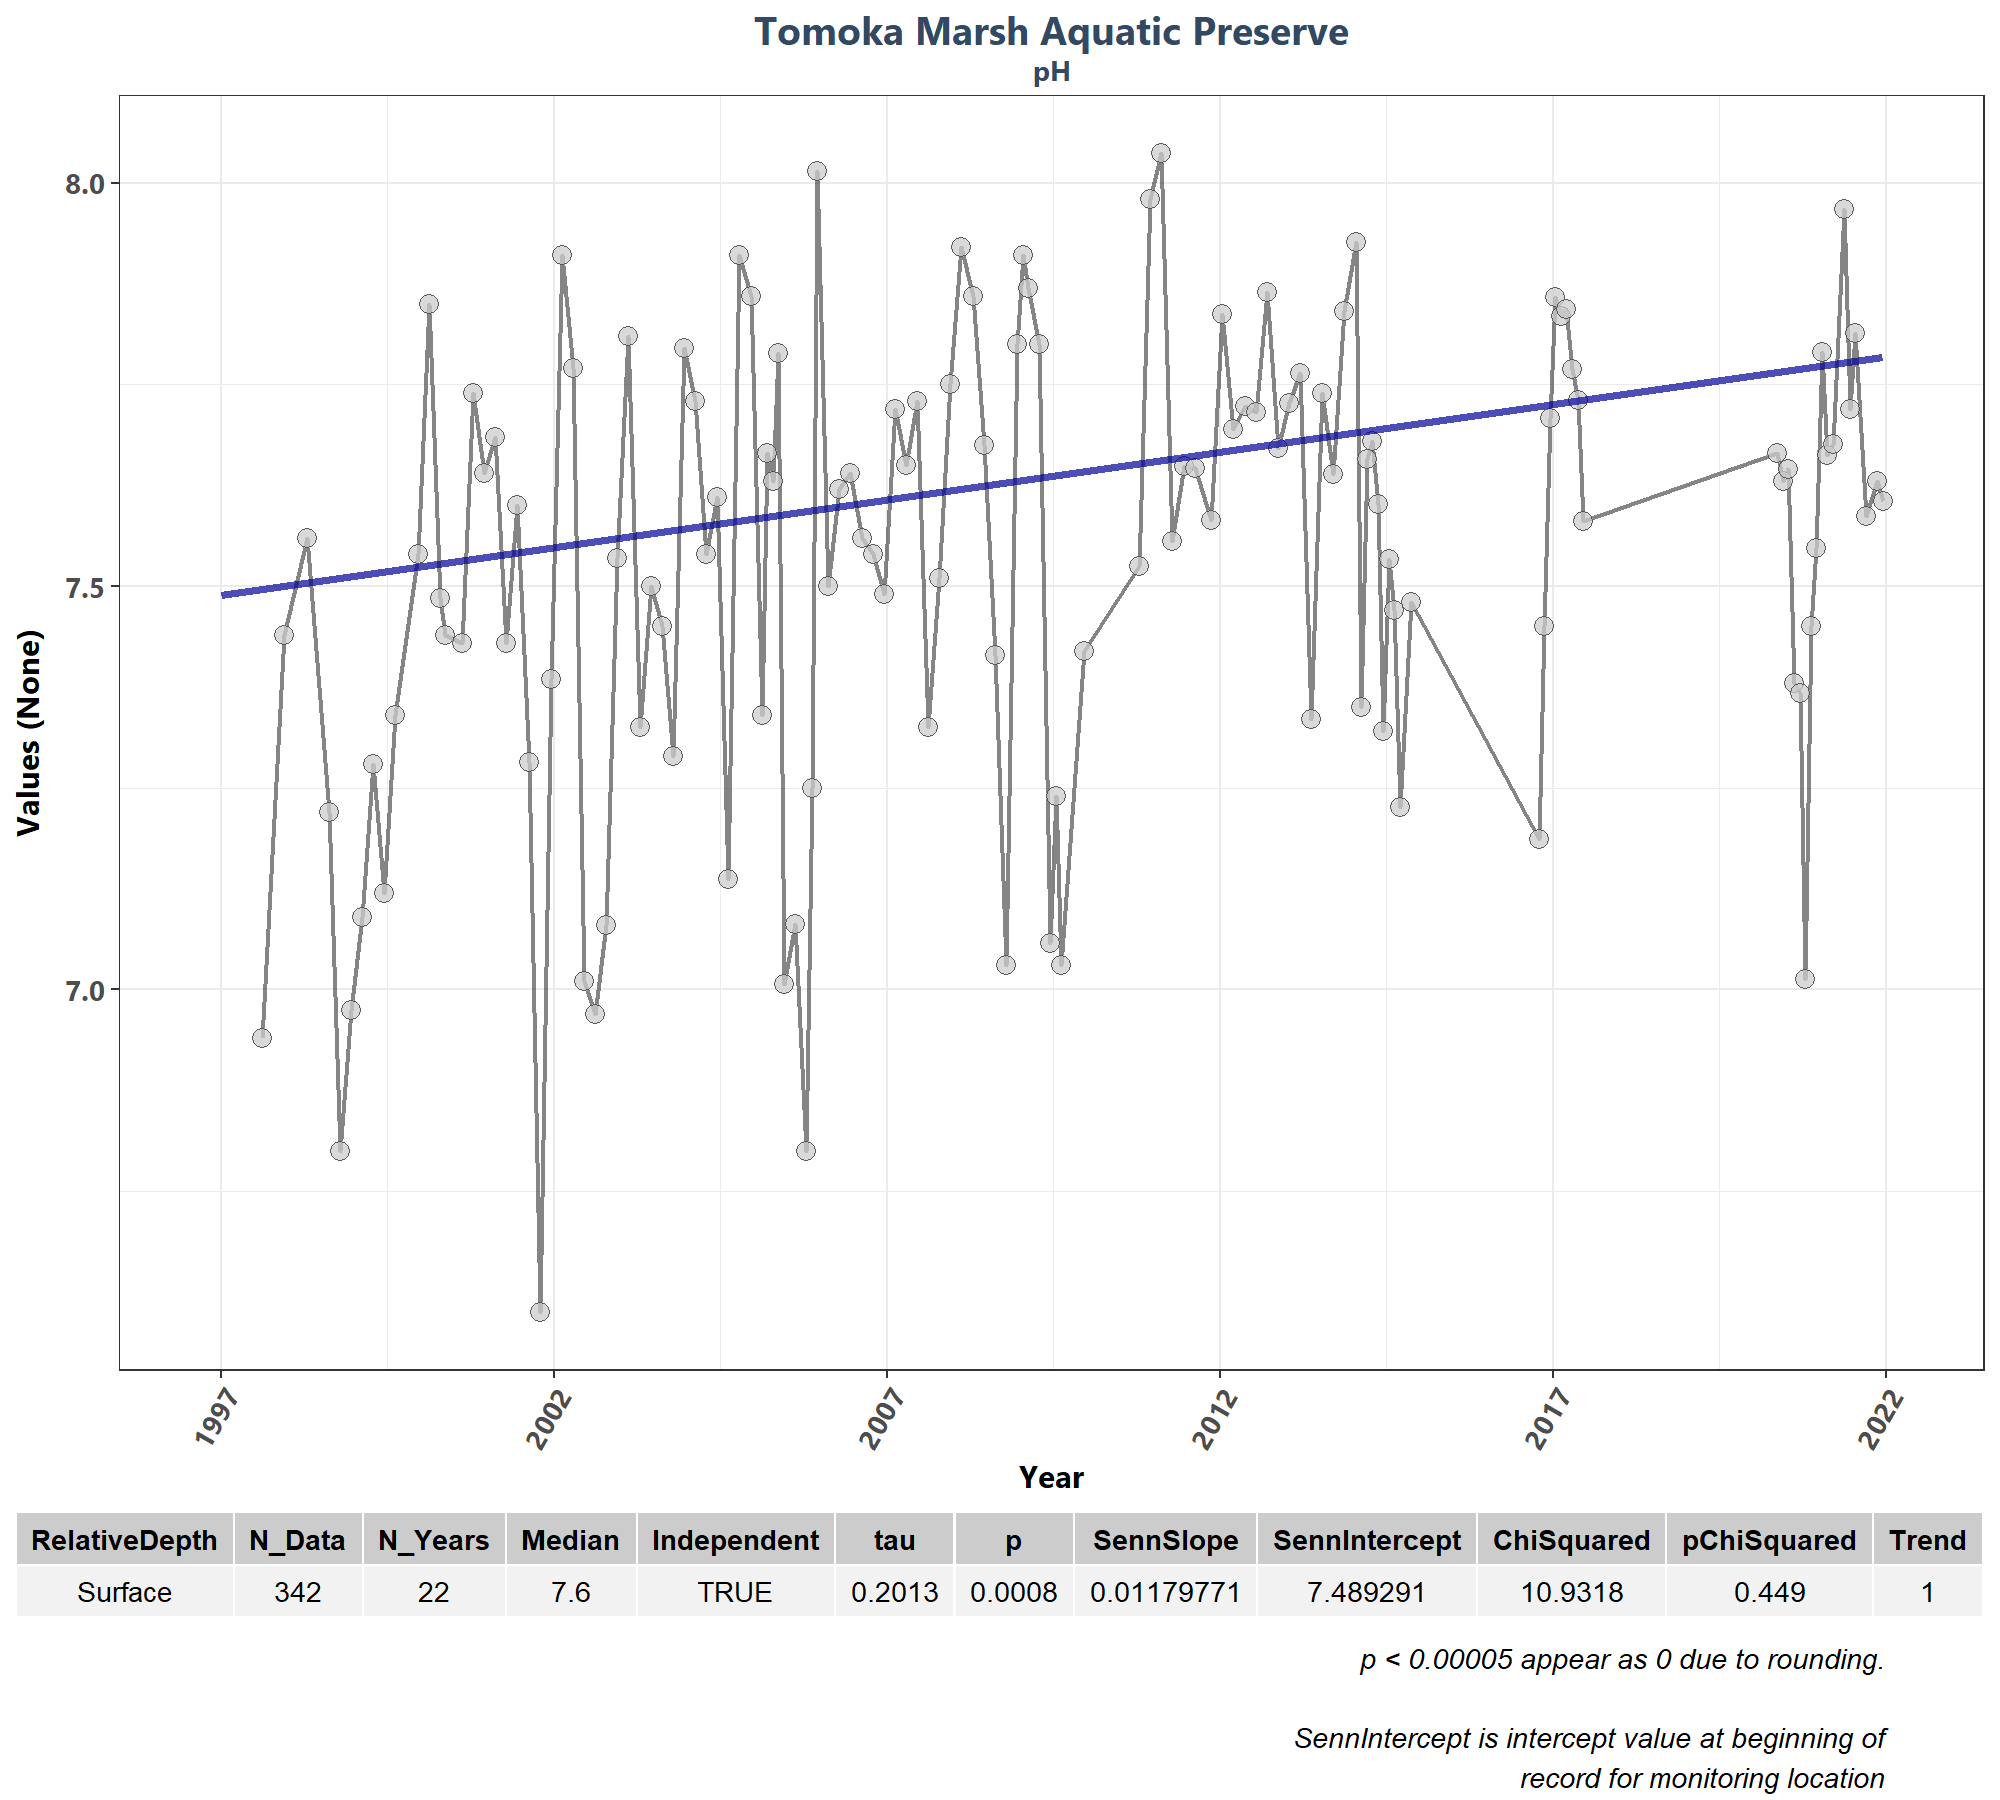 Tomoka Marsh Aquatic Preserve
pH
8.0
7.5
7.0
Values (None)
1997
2002
2007
2012
2017
2022
Year
RelativeDepth N_Data N_Years Median Independent tau p SennSlope SennIntercept ChiSquared pChiSquared Trend
Surface 342 22 7.6 TRUE 0.2013 0.0008 0.01179771 7.489291 10.9318 0.449 1
p < 0.00005 appear as 0 due to rounding.
SennIntercept is intercept value at beginning of
record for monitoring location